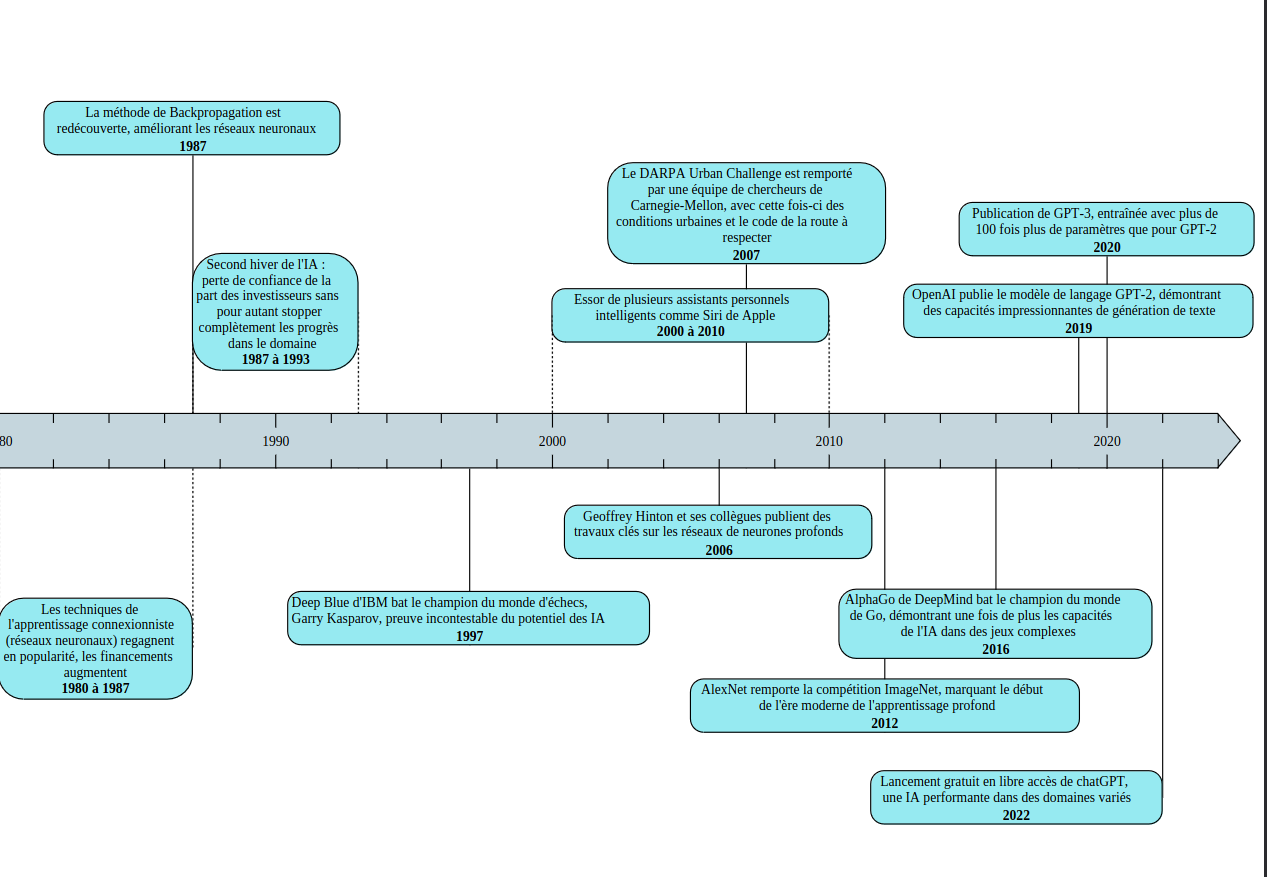 La méthode de Backpropagation est
redécouverte, améliorant les réseaux neuronaux
1987
Le DARPA Urban Challenge est remporté
par une équipe de chercheurs de
Carnegie-Mellon, avec cette fois-ci des
conditions urbaines et le code de la route à
respecter
2007
Publication de GPT-3, entraînée avec plus de
100 fois plus de paramètres que pour GPT-2
2020
Second hiver de l'IA :
perte de confiance de la
part des investisseurs sans
pour autant stopper
complètement les progrès
dans le domaine
1987 à 1993
Essor de plusieurs assistants personnels
intelligents comme Siri de Apple
2000 à 2010
OpenAI publie le modèle de langage GPT-2, démontrant
des capacités impressionnantes de génération de texte
2019
80
1990
2000
2010
2020
Geoffrey Hinton et ses collègues publient des
travaux clés sur les réseaux de neurones profonds
2006
Les techniques de
l'apprentissage connexionniste
(réseaux neuronaux) regagnent
en popularité, les financements
augmentent
1980 à 1987
Deep Blue d'IBM bat le champion du monde d'échecs,
Garry Kasparov, preuve incontestable du potentiel des IA
1997
AlphaGo de DeepMind bat le champion du monde
de Go, démontrant une fois de plus les capacités
de l'IA dans des jeux complexes
2016
AlexNet remporte la compétition ImageNet, marquant le début
de l'ère moderne de l'apprentissage profond
2012
Lancement gratuit en libre accès de chatGPT,
une IA performante dans des domaines variés
2022